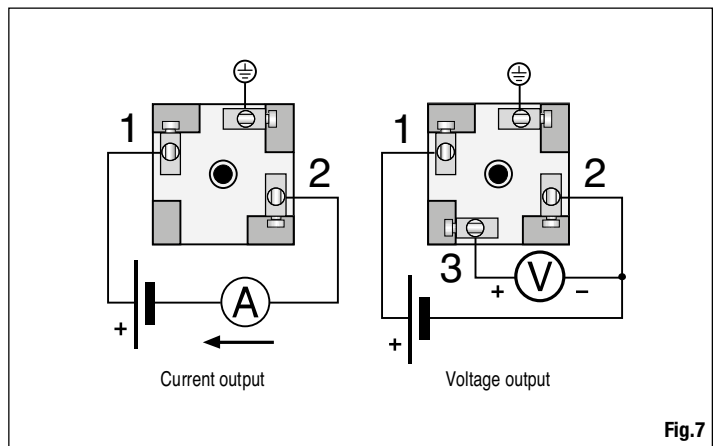 1
2
+
A
Current output
1
2
3
+
V
–
+
Voltage output
Fig.7